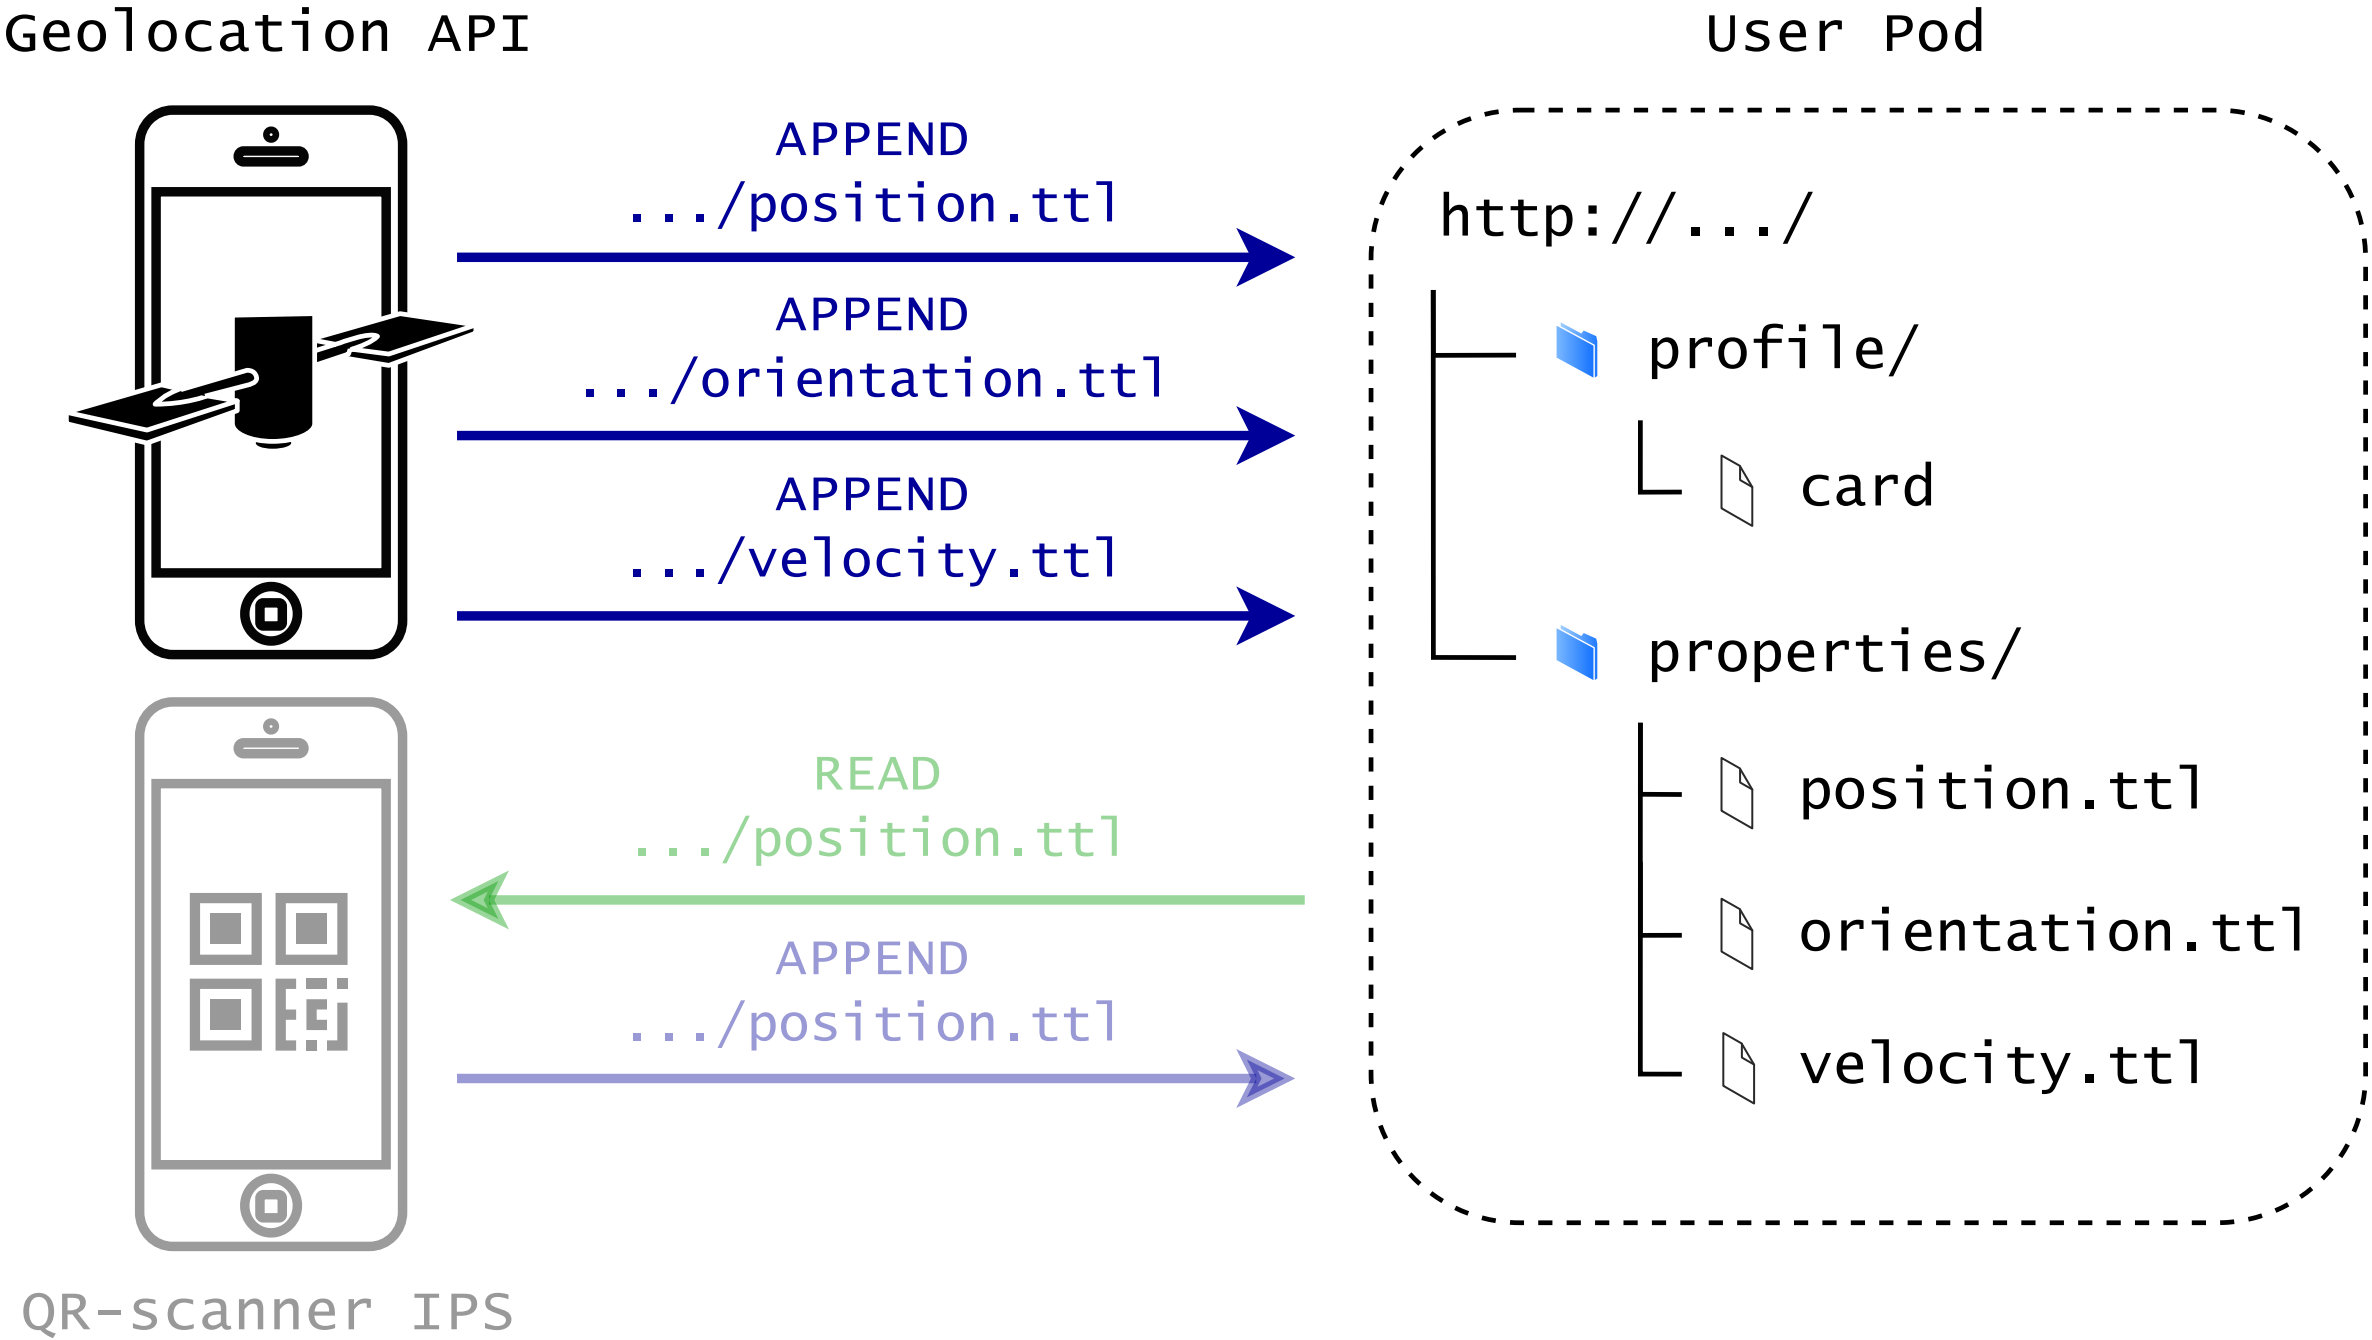 Geolocation API
User Pod
APPEND
.../position.ttl
APPEND
.../orientation.ttl
APPEND
.../velocity.ttl
READ
.../position.ttl
APPEND
.../position.ttl
QR-scanner IPS
http://.../
profile/
card
properties/
position.ttl
orientation.ttl
velocity.ttl